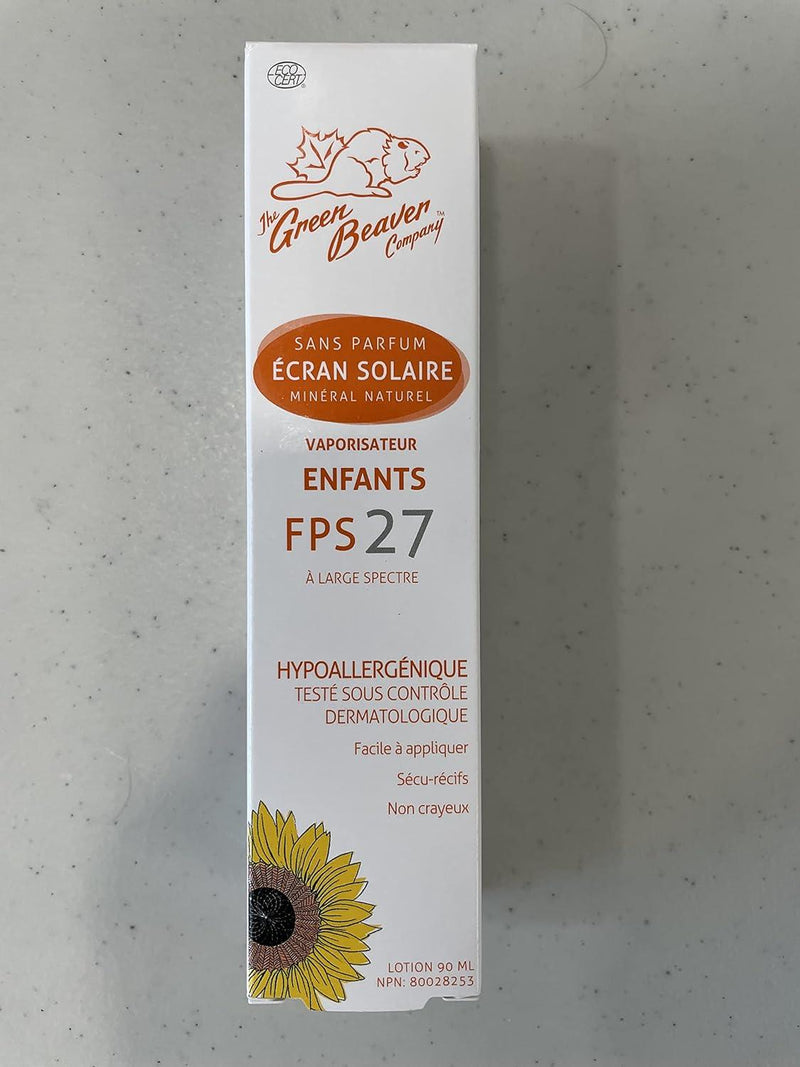 ECO
CERT
The Green Beaver Company™
SANS PARFUM
ÉCRAN SOLAIRE
MINÉRAL NATUREL
VAPORISATEUR
ENFANTS
FPS 27
À LARGE SPECTRE
HYPOALLERGÉNIQUE
TESTÉ SOUS CONTRÔLE
DERMATOLOGIQUE
Facile à appliquer
Sécu-récifs
Non crayeux
LOTION 90 ML
NPN: 80028253